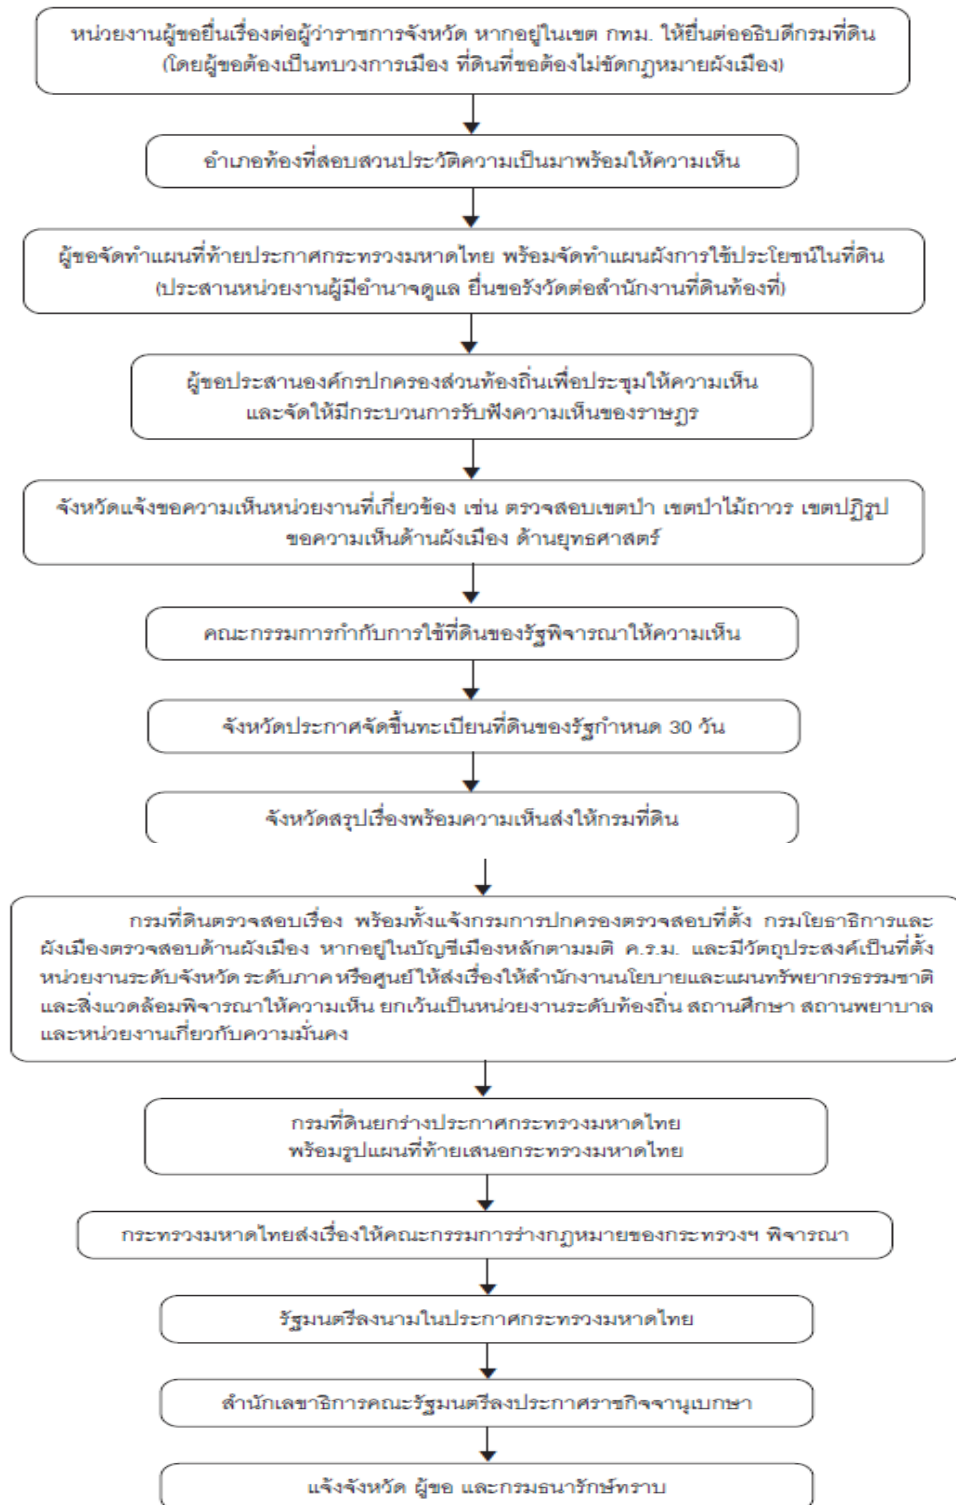 หน่วยงานผู้ขอยื่นเรื่องต่อผู้ว่าราชการจังหวัด หากอยู่ในเขต กทม. ให้ยื่นต่ออธิบดีกรมที่ดิน
(โดยผู้ขอต้องเป็นทบวงการเมือง ที่ดินที่ขอต้องไม่ขัดกฎหมายผังเมือง)
อำเภอท้องที่สอบสวนประวัติความเป็นมาพร้อมให้ความเห็น
ผู้ขอจัดทำแผนที่ท้ายประกาศกระทรวงมหาดไทย พร้อมจัดทำแผนผังการใช้ประโยชน์ในที่ดิน
(ประสานหน่วยงานผู้มีอำนาจดูแล ยื่นขอรังวัดต่อสำนักงานที่ดินท้องที่)
ผู้ขอประสานองค์กรปกครองส่วนท้องถิ่นเพื่อประชุมให้ความเห็น
และจัดให้มีกระบวนการรับฟังความเห็นของราษฎร
จังหวัดแจ้งขอความเห็นหน่วยงานที่เกี่ยวข้อง เช่น ตรวจสอบเขตป่า เขตป่าไม้ถาวร เขตปฏิรูป
ขอความเห็นด้านผังเมือง ด้านยุทธศาสตร์
คณะกรรมการกำกับการใช้ที่ดินของรัฐพิจารณาให้ความเห็น
จังหวัดประกาศจัดขึ้นทะเบียนที่ดินของรัฐกำหนด 30 วัน
จังหวัดสรุปเรื่องพร้อมความเห็นส่งให้กรมที่ดิน
กรมที่ดินตรวจสอบเรื่อง พร้อมทั้งแจ้งกรมการปกครองตรวจสอบที่ตั้ง กรมโยธาธิการและ
ผังเมืองตรวจสอบด้านผังเมือง หากอยู่ในบัญชีเมืองหลักตามมติ ค.ร.ม. และมีวัตถุประสงค์เป็นที่ตั้ง
หน่วยงานระดับจังหวัด ระดับภาค หรือศูนย์ ให้ส่งเรื่องให้สำนักงานนโยบายและแผนทรัพยากรธรรมชาติ
และสิ่งแวดล้อมพิจารณาให้ความเห็น ยกเว้นเป็นหน่วยงานระดับท้องถิ่น สถานศึกษา สถานพยาบาล
และหน่วยงานเกี่ยวกับความมั่นคง
กรมที่ดินยกร่างประกาศกระทรวงมหาดไทย
พร้อมรูปแผนที่ท้ายเสนอกระทรวงมหาดไทย
กระทรวงมหาดไทยส่งเรื่องให้คณะกรรมการร่างกฎหมายของกระทรวงฯ พิจารณา
รัฐมนตรีลงนามในประกาศกระทรวงมหาดไทย
สำนักเลขาธิการคณะรัฐมนตรีลงประกาศราชกิจจานุเบกษา
แจ้งจังหวัด ผู้ขอ และกรมธนารักษ์ทราบ